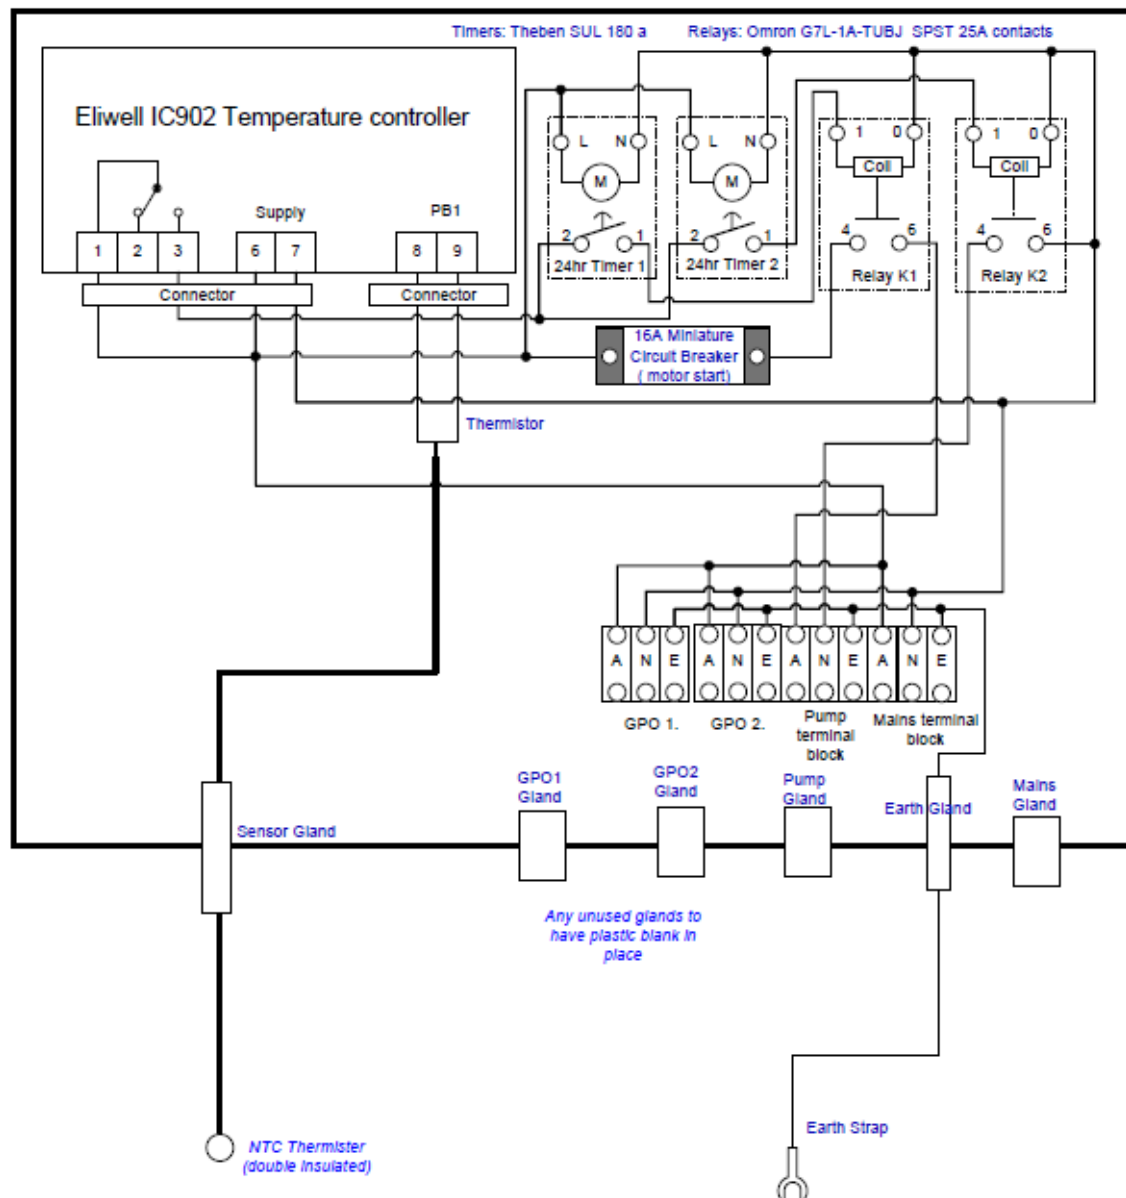 Timers: Theben SUL 180 a
Relays: Omron G7L-1A-TUBJ SPST 25A contacts
Eliwell IC902 Temperature controller
L N L N 1 0 1 0
Coil Coil
M M
Supply PB1
1 2 3 6 7 8 9
2 1 2 1 4 6 4 6
24hr Timer 1 24hr Timer 2 Relay K1 Relay K2
Connector Connector
16A Miniature
Circuit Breaker
( motor start)
Thermistor
A N E A N E A N E A N E
GPO 1. GPO 2.
Pump
terminal
block
Mains terminal
block
GPO1
Gland
GPO2
Gland
Pump
Gland
Earth Gland
Mains
Gland
Sensor Gland
Any unused glands to
have plastic blank in
place
Earth Strap
NTC Thermister
(double insulated)